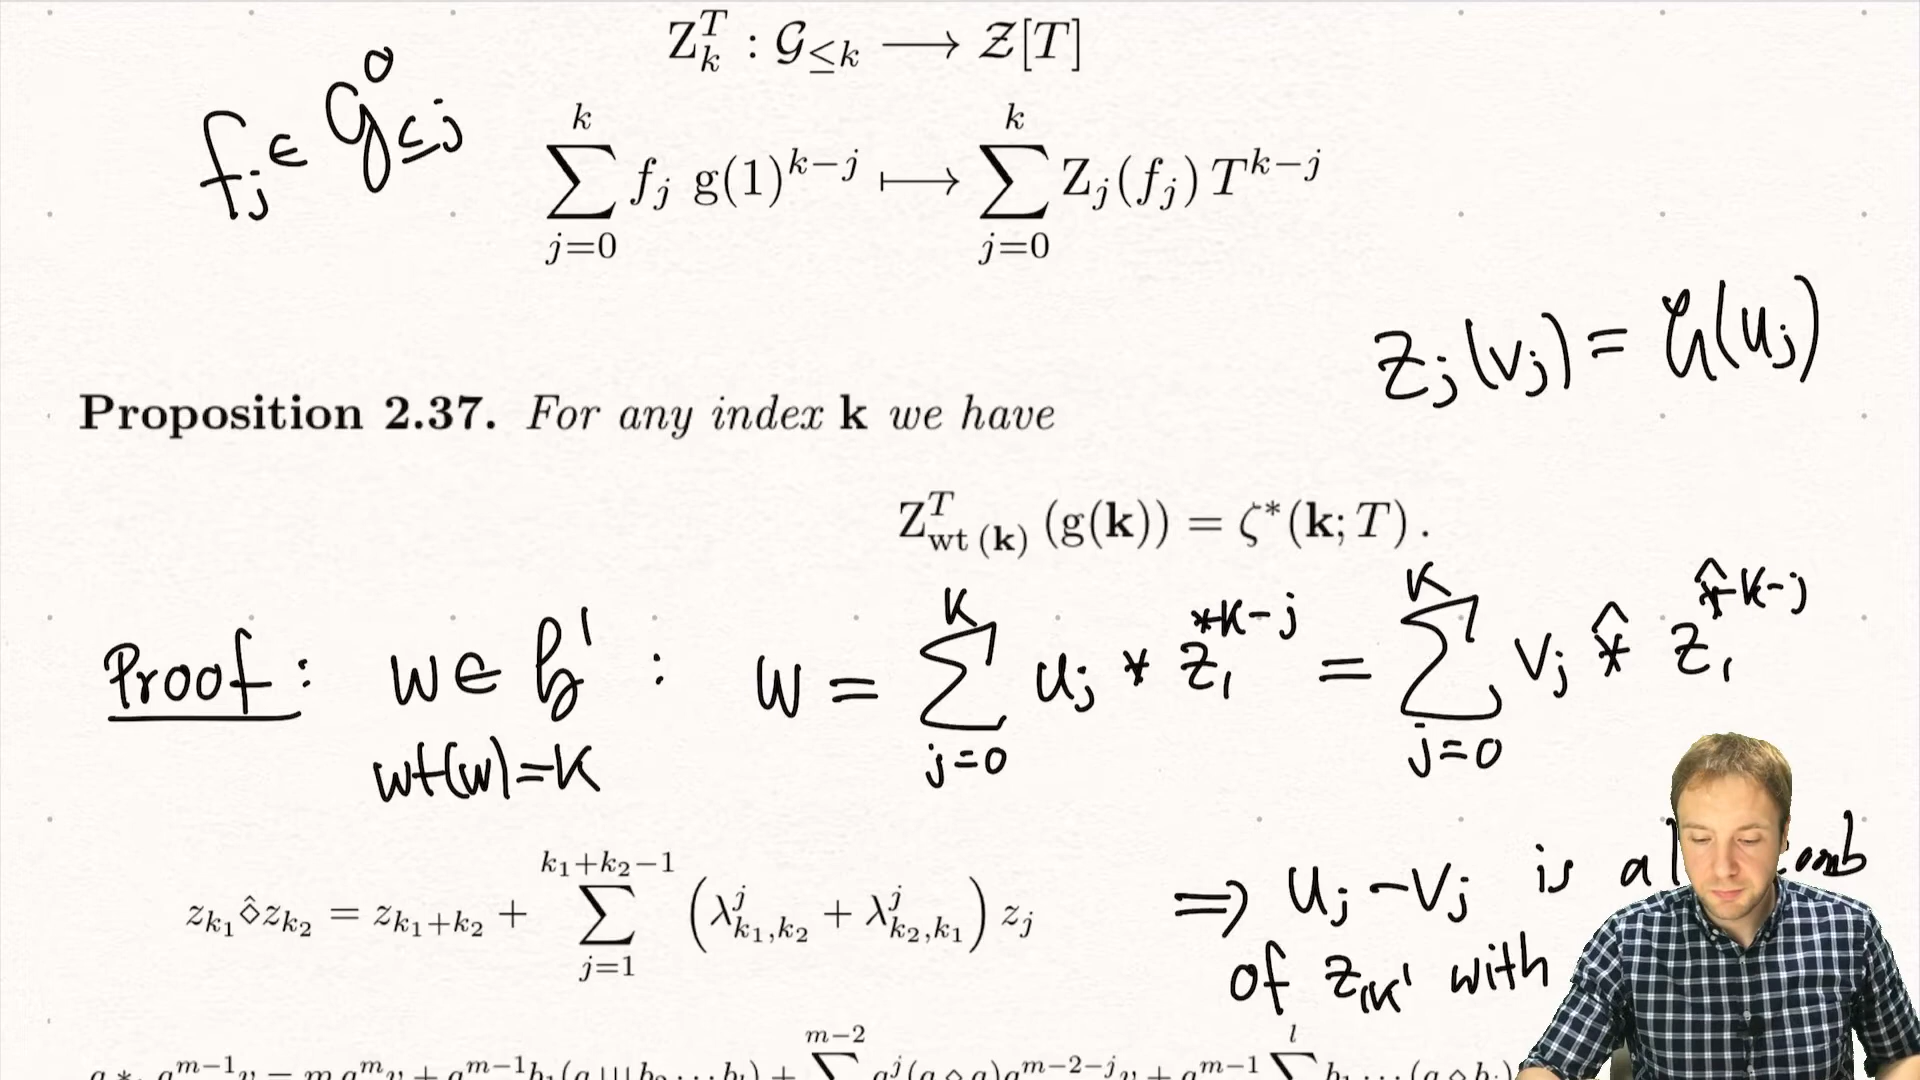 Z_k^T : 𝒢_{≤k} ⟶ 𝒵[T]
f_j ∈ 𝒢^0_{≤j}
∑_{j=0}^{k} f_j g(1)^{k−j} ⟼ ∑_{j=0}^{k} Z_j(f_j) T^{k−j}
Z_j(v_j) = ζ(u_j)
Proposition 2.37. For any index k we have
Z^T_{wt(k)} (g(k)) = ζ^*(k; T) .
Proof : w ∈ 𝔥^1 : w = ∑_{j=0}^{k} u_j * z_1^{*k-j} = ∑_{j=0}^{k} v_j *̂ z_1^{*̂k-j}
wt(w)=k
z_{k_1} ◇̂ z_{k_2} = z_{k_1+k_2} + ∑_{j=1}^{k_1+k_2−1} (λ^j_{k_1,k_2} + λ^j_{k_2,k_1}) z_j
⟹ u_j - v_j is a
of z_{𝐤'} with